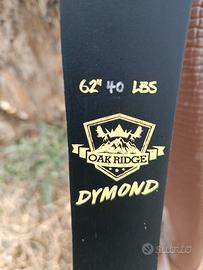 62" 40 LBS
OAK RIDGE
DYMOND
subito